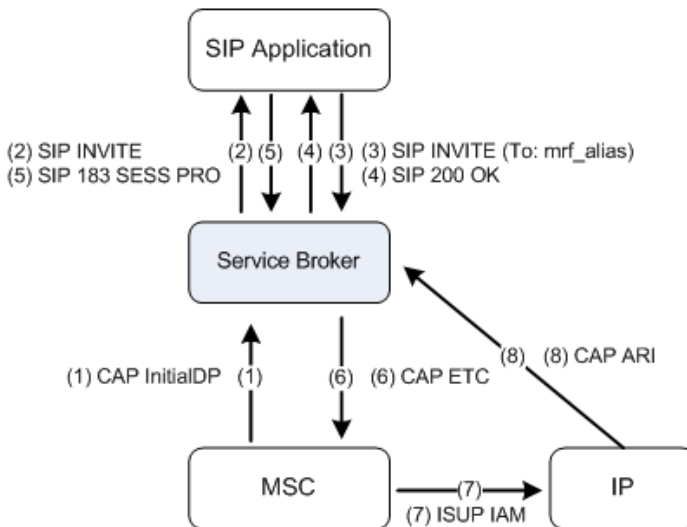 SIP Application
(2) SIP INVITE
(5) SIP 183 SESS PRO
(2) (5) (4) (3)
(3) SIP INVITE (To: mrf_alias)
(4) SIP 200 OK
Service Broker
(1) CAP InitialDP
(1)
(6)
(6) CAP ETC
(8)
(8) CAP ARI
MSC
(7)
(7) ISUP IAM
IP